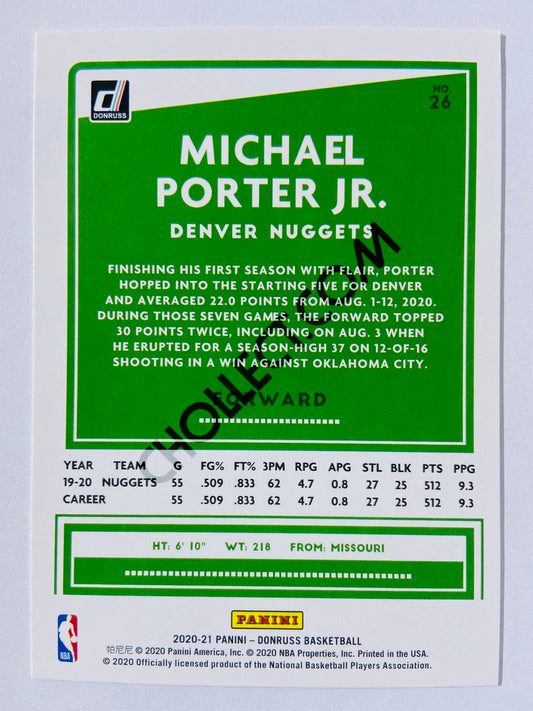 DONRUSS
NO.
26
MICHAEL
PORTER JR.
DENVER NUGGETS
FINISHING HIS FIRST SEASON WITH FLAIR, PORTER
HOPPED INTO THE STARTING FIVE FOR DENVER
AND AVERAGED 22.0 POINTS FROM AUG. 1-12, 2020.
DURING THOSE SEVEN GAMES, THE FORWARD TOPPED
30 POINTS TWICE, INCLUDING ON AUG. 3 WHEN
HE ERUPTED FOR A SEASON-HIGH 37 ON 12-OF-16
SHOOTING IN A WIN AGAINST OKLAHOMA CITY.
CHOLLECT.COM
FORWARD
YEAR TEAM G FG% FT% 3PM RPG APG STL BLK PTS PPG
19-20 NUGGETS 55 .509 .833 62 4.7 0.8 27 25 512 9.3
CAREER 55 .509 .833 62 4.7 0.8 27 25 512 9.3
HT: 6' 10" WT: 218 FROM: MISSOURI
PANINI
NBA
2020-21 PANINI – DONRUSS BASKETBALL
帕尼尼 © 2020 Panini America, Inc. © 2020 NBA Properties, Inc. Printed in the USA.
© 2020 Officially licensed product of the National Basketball Players Association.